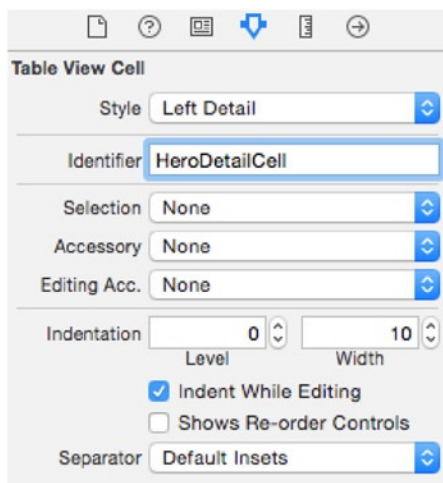 Table View Cell
Style Left Detail
Identifier HeroDetailCell
Selection None
Accessory None
Editing Acc. None
Indentation 0 10
Level Width
Indent While Editing
Shows Re-order Controls
Separator Default Insets